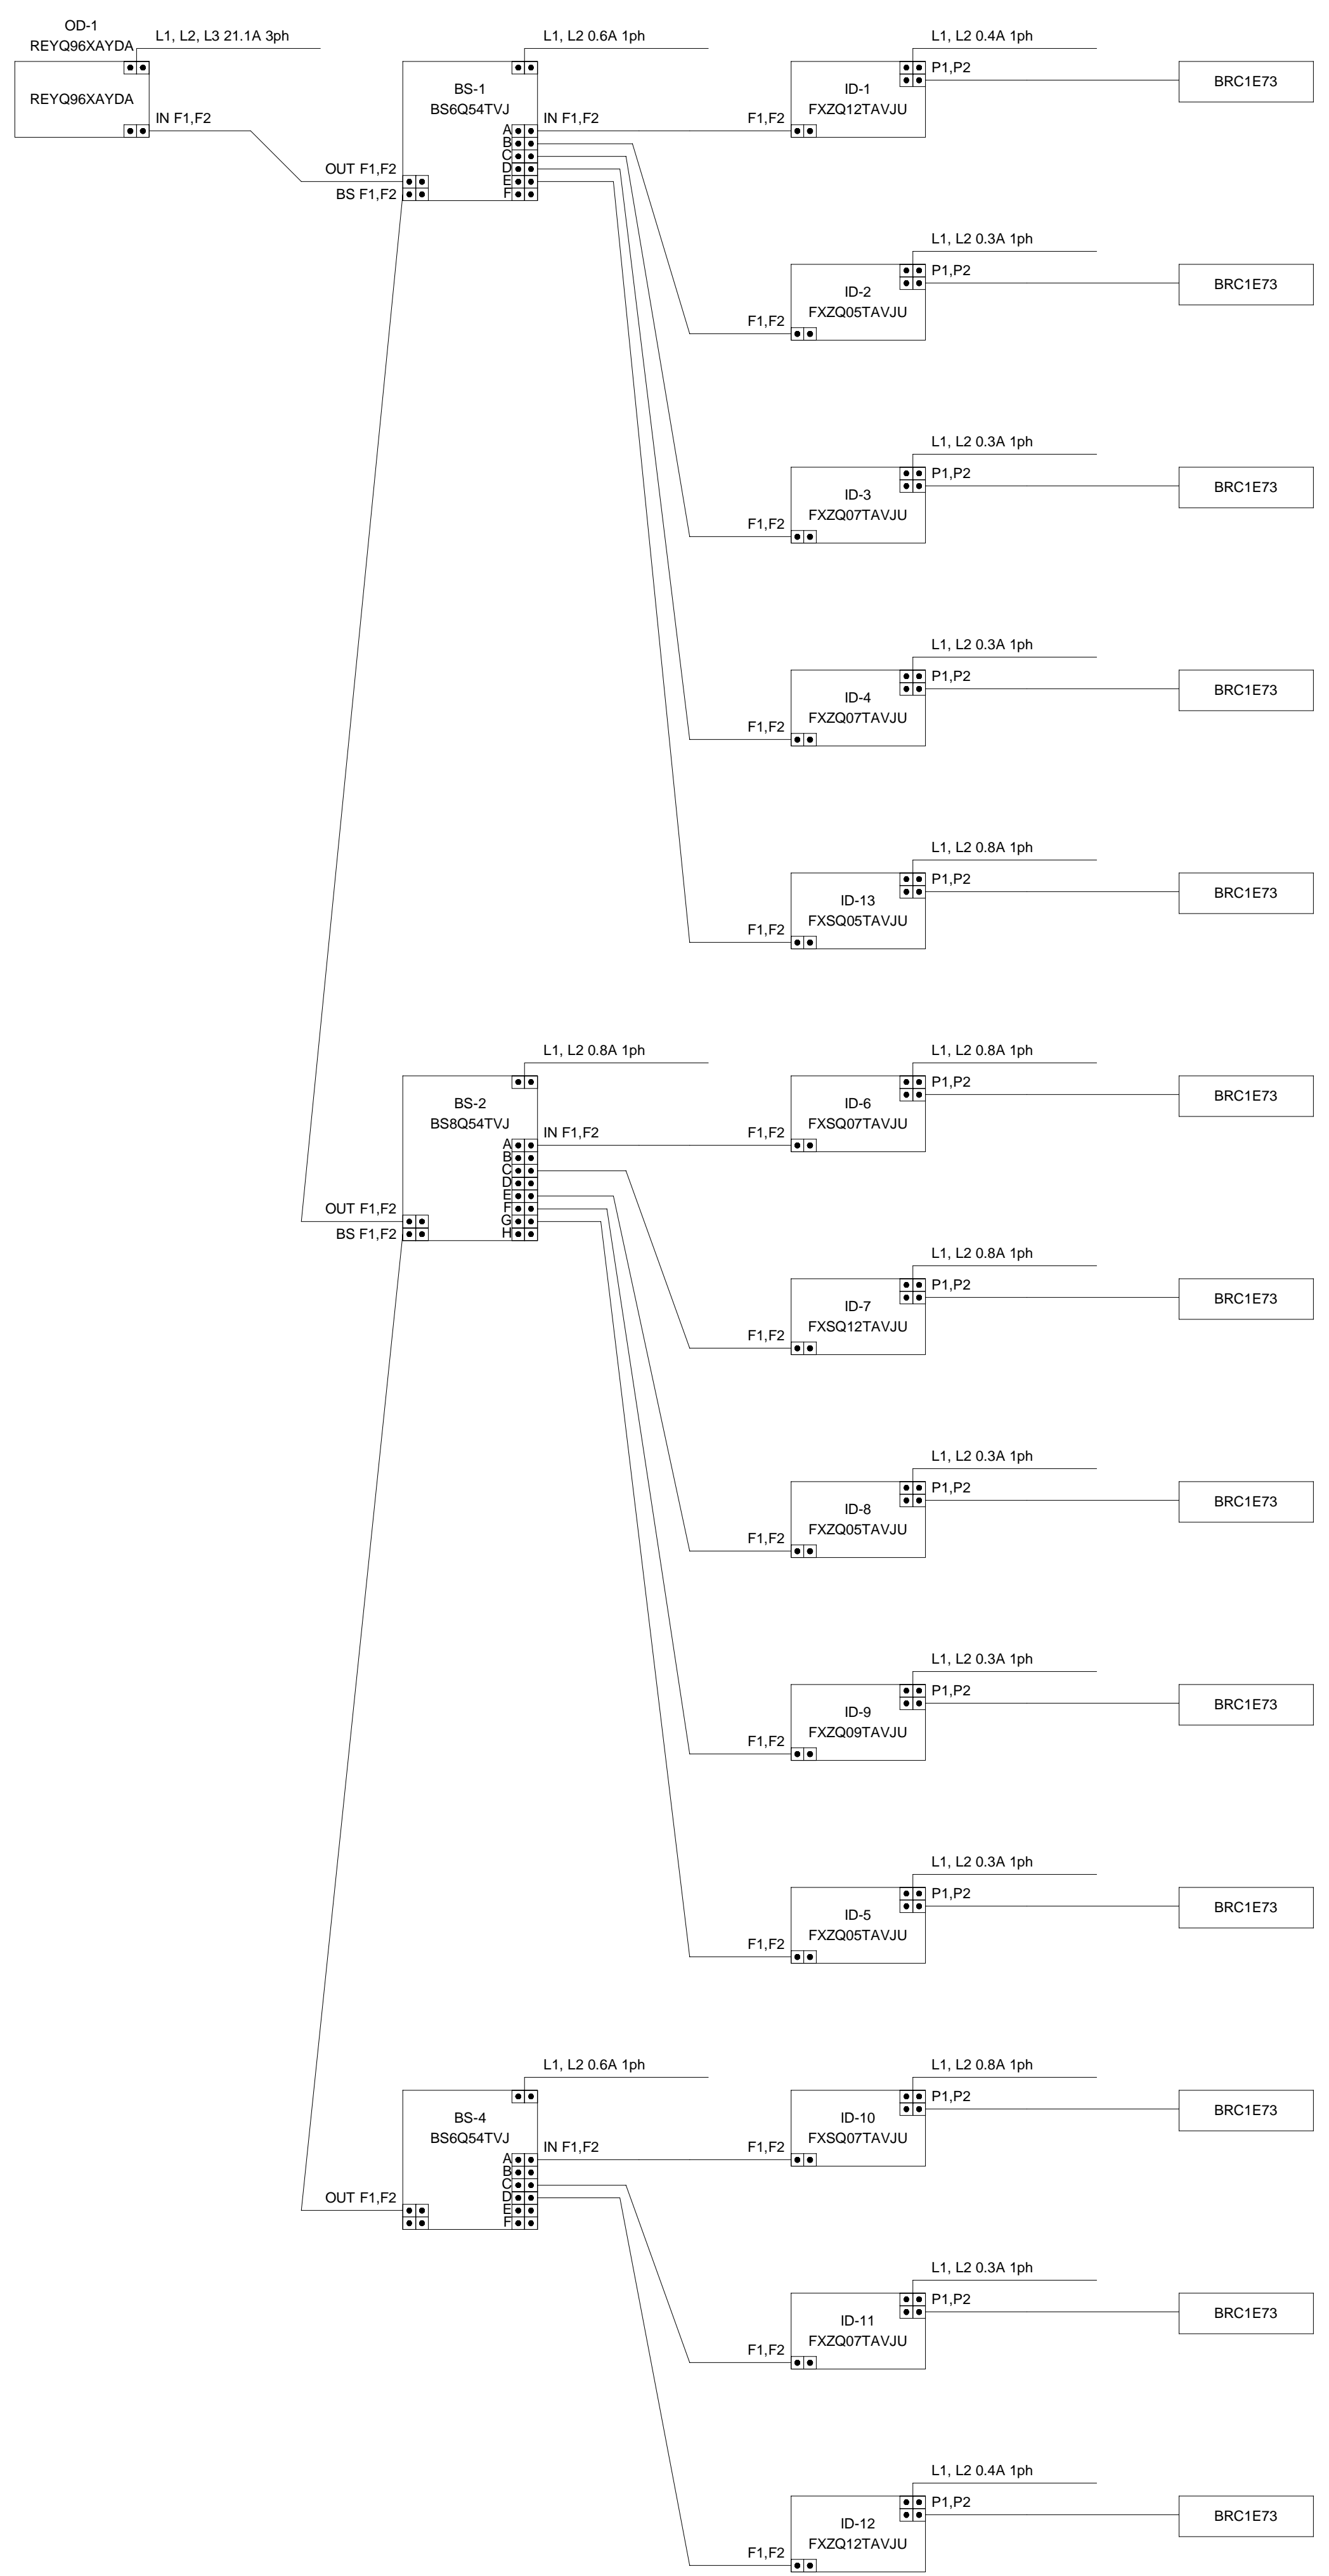 OD-1
REYQ96XAYDA
L1, L2, L3 21.1A 3ph
REYQ96XAYDA
IN F1,F2
L1, L2 0.6A 1ph
BS-1
BS6Q54TVJ
OUT F1,F2
BS F1,F2
A
B
C
D
E
F
IN F1,F2
L1, L2 0.4A 1ph
P1,P2
ID-1
FXZQ12TAVJU
F1,F2
BRC1E73
L1, L2 0.3A 1ph
P1,P2
ID-2
FXZQ05TAVJU
F1,F2
BRC1E73
L1, L2 0.3A 1ph
P1,P2
ID-3
FXZQ07TAVJU
F1,F2
BRC1E73
L1, L2 0.3A 1ph
P1,P2
ID-4
FXZQ07TAVJU
F1,F2
BRC1E73
L1, L2 0.8A 1ph
P1,P2
ID-13
FXSQ05TAVJU
F1,F2
BRC1E73
L1, L2 0.8A 1ph
BS-2
BS8Q54TVJ
OUT F1,F2
BS F1,F2
A
B
C
D
E
F
G
H
IN F1,F2
L1, L2 0.8A 1ph
P1,P2
ID-6
FXSQ07TAVJU
F1,F2
BRC1E73
L1, L2 0.8A 1ph
P1,P2
ID-7
FXSQ12TAVJU
F1,F2
BRC1E73
L1, L2 0.3A 1ph
P1,P2
ID-8
FXZQ05TAVJU
F1,F2
BRC1E73
L1, L2 0.3A 1ph
P1,P2
ID-9
FXZQ09TAVJU
F1,F2
BRC1E73
L1, L2 0.3A 1ph
P1,P2
ID-5
FXZQ05TAVJU
F1,F2
BRC1E73
L1, L2 0.6A 1ph
BS-4
BS6Q54TVJ
OUT F1,F2
A
B
C
D
E
F
IN F1,F2
L1, L2 0.8A 1ph
P1,P2
ID-10
FXSQ07TAVJU
F1,F2
BRC1E73
L1, L2 0.3A 1ph
P1,P2
ID-11
FXZQ07TAVJU
F1,F2
BRC1E73
L1, L2 0.4A 1ph
P1,P2
ID-12
FXZQ12TAVJU
F1,F2
BRC1E73